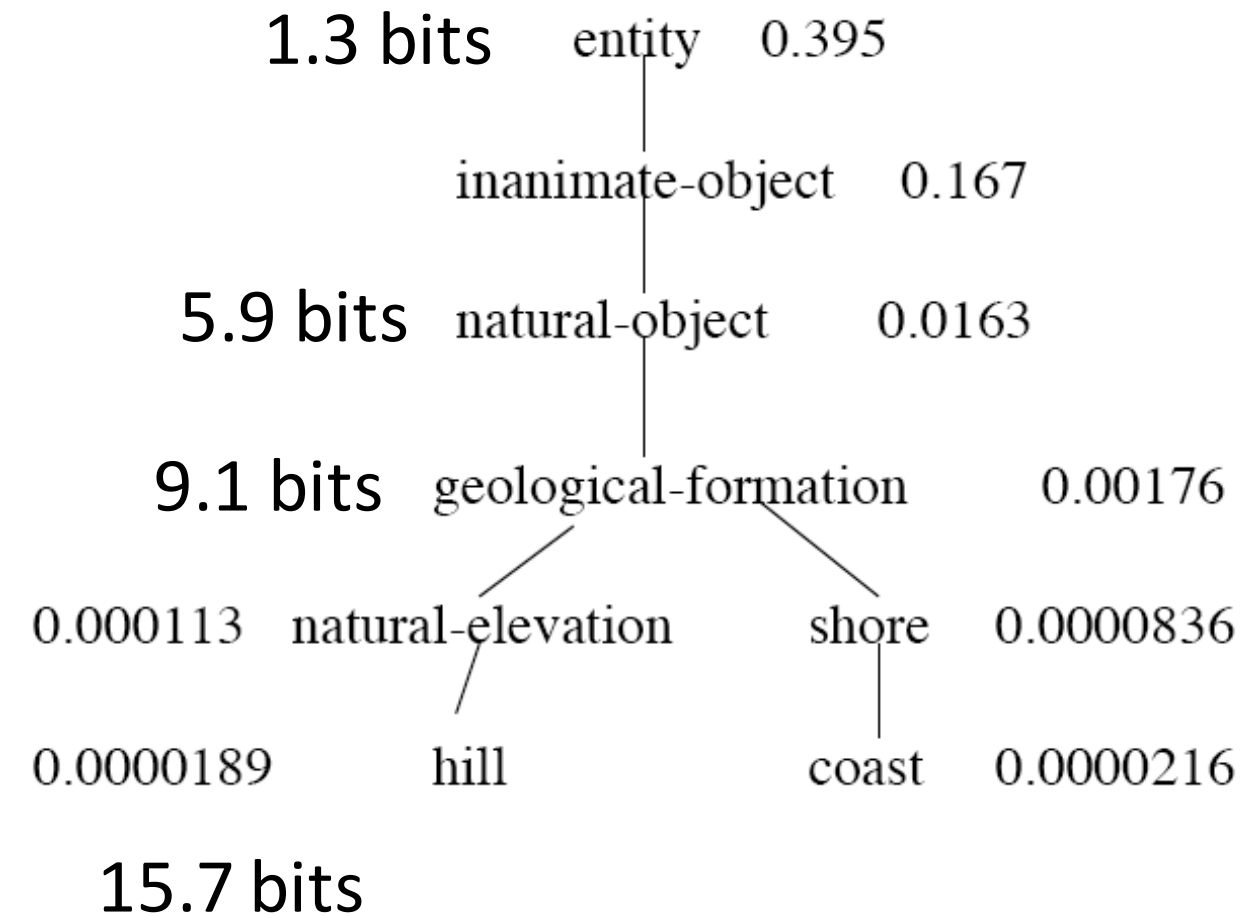 1.3 bits entity 0.395
inanimate-object 0.167
5.9 bits natural-object 0.0163
9.1 bits geological-formation 0.00176
0.000113 natural-elevation shore 0.0000836
0.0000189 hill coast 0.0000216
15.7 bits